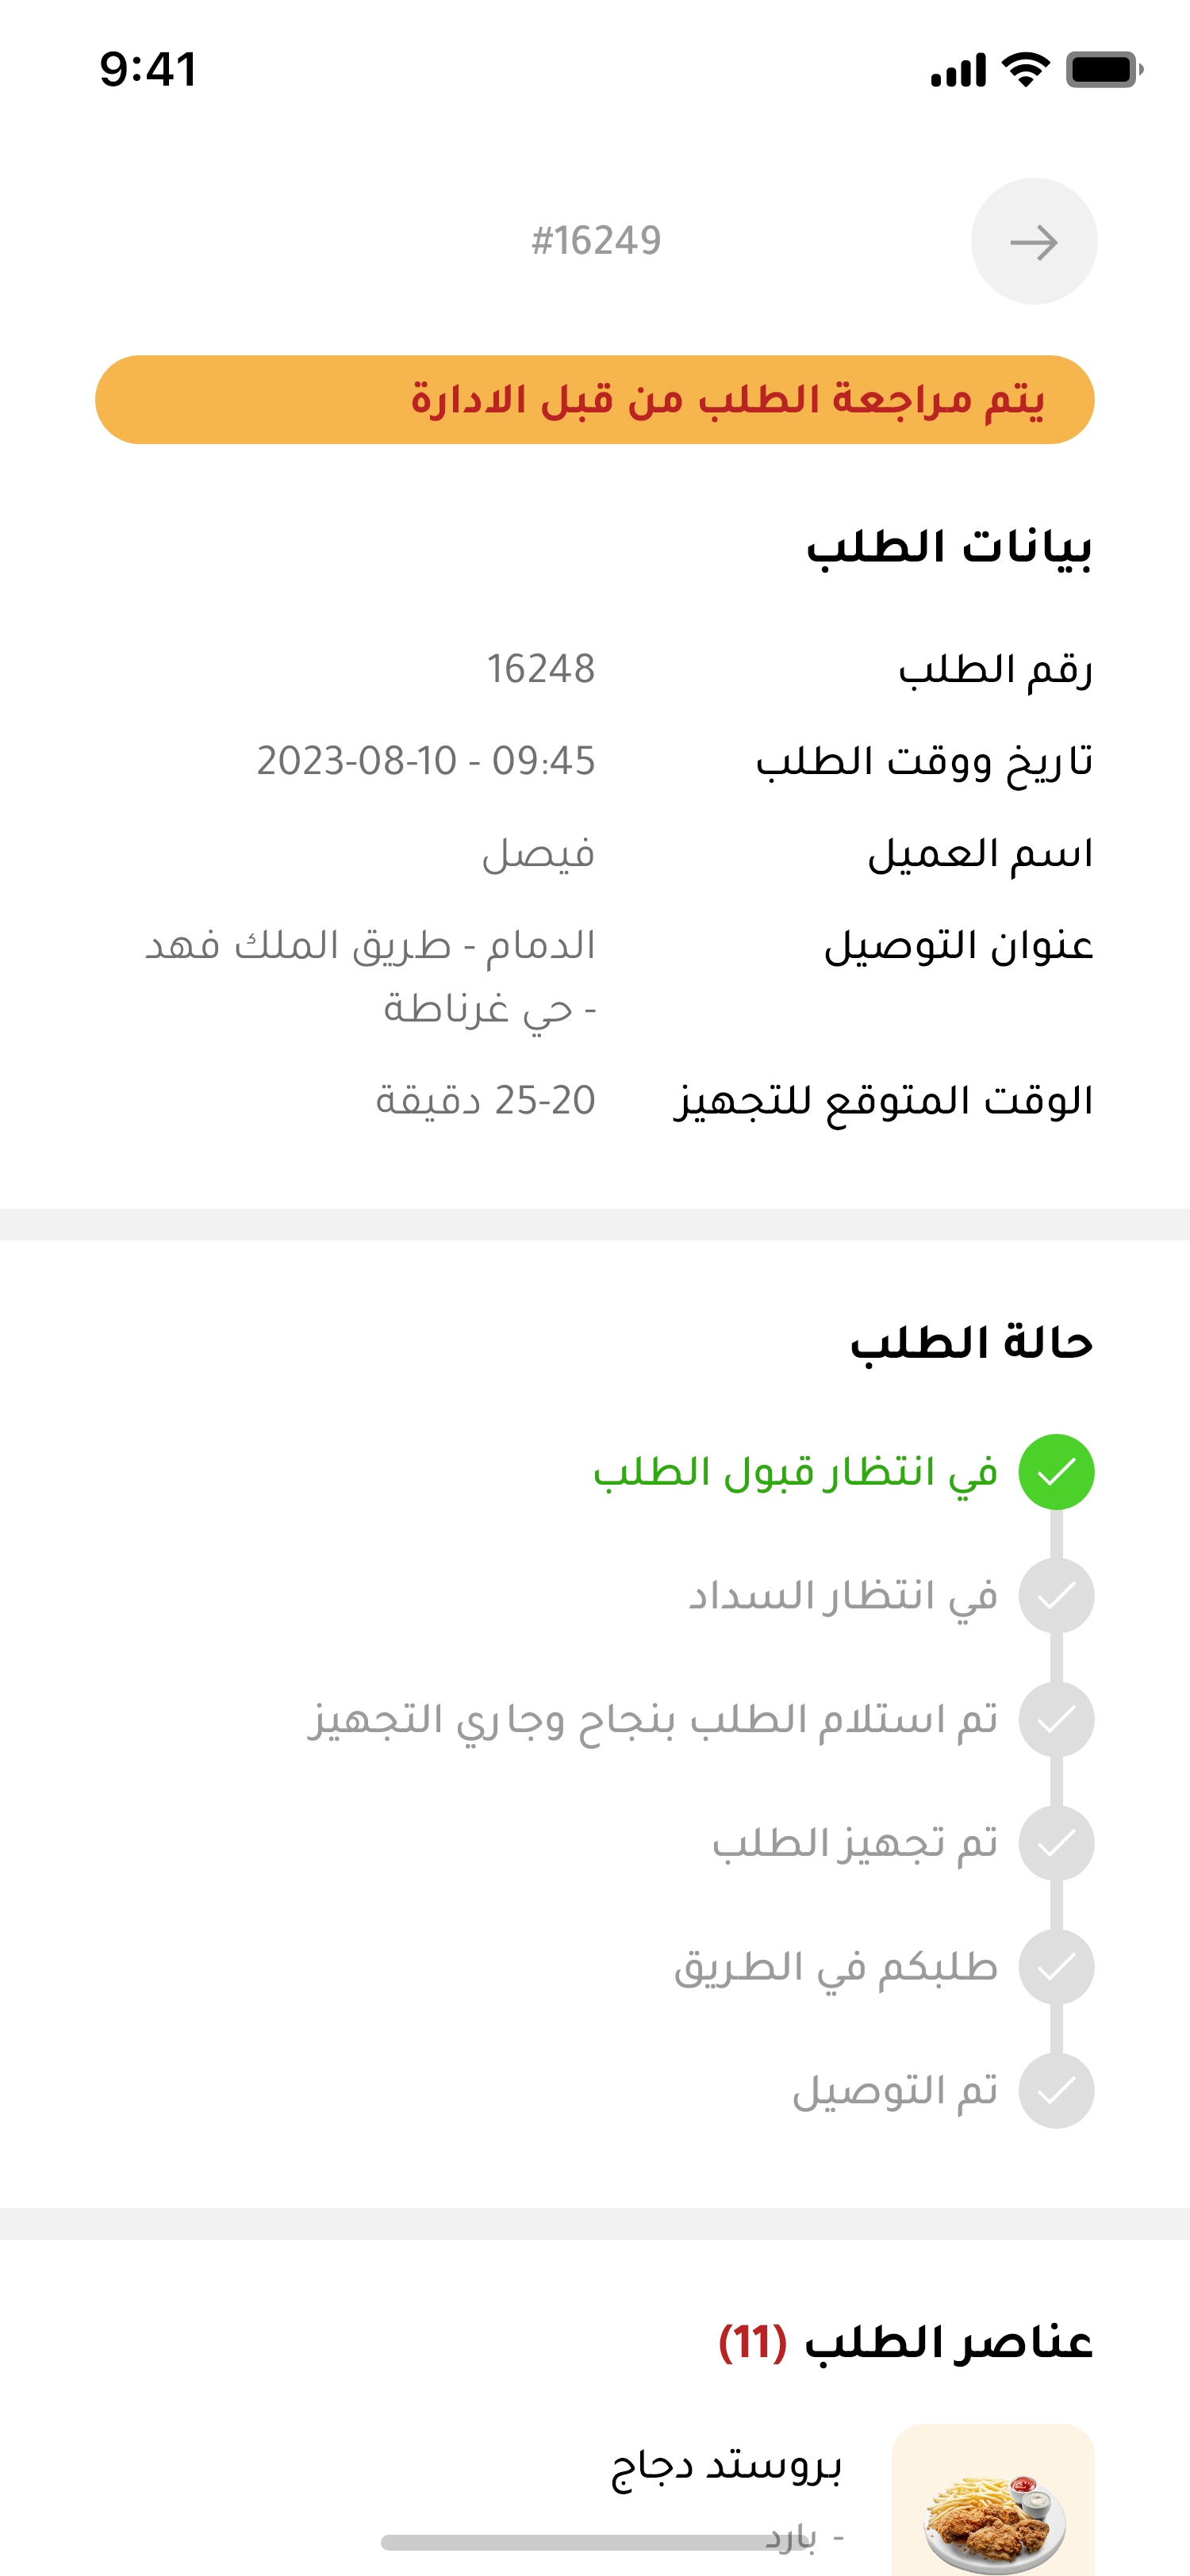 9:41
#16249
يتم مراجعة الطلب من قبل الادارة
بيانات الطلب
رقم الطلب 16248
تاريخ ووقت الطلب 2023-08-10 - 09:45
اسم العميل فيصل
عنوان التوصيل الدمام - طريق الملك فهد
- حي غرناطة
الوقت المتوقع للتجهيز 25-20 دقيقة
حالة الطلب
في انتظار قبول الطلب
في انتظار السداد
تم استلام الطلب بنجاح وجاري التجهيز
تم تجهيز الطلب
طلبكم في الطريق
تم التوصيل
عناصر الطلب (11)
بروستد دجاج
- بارد